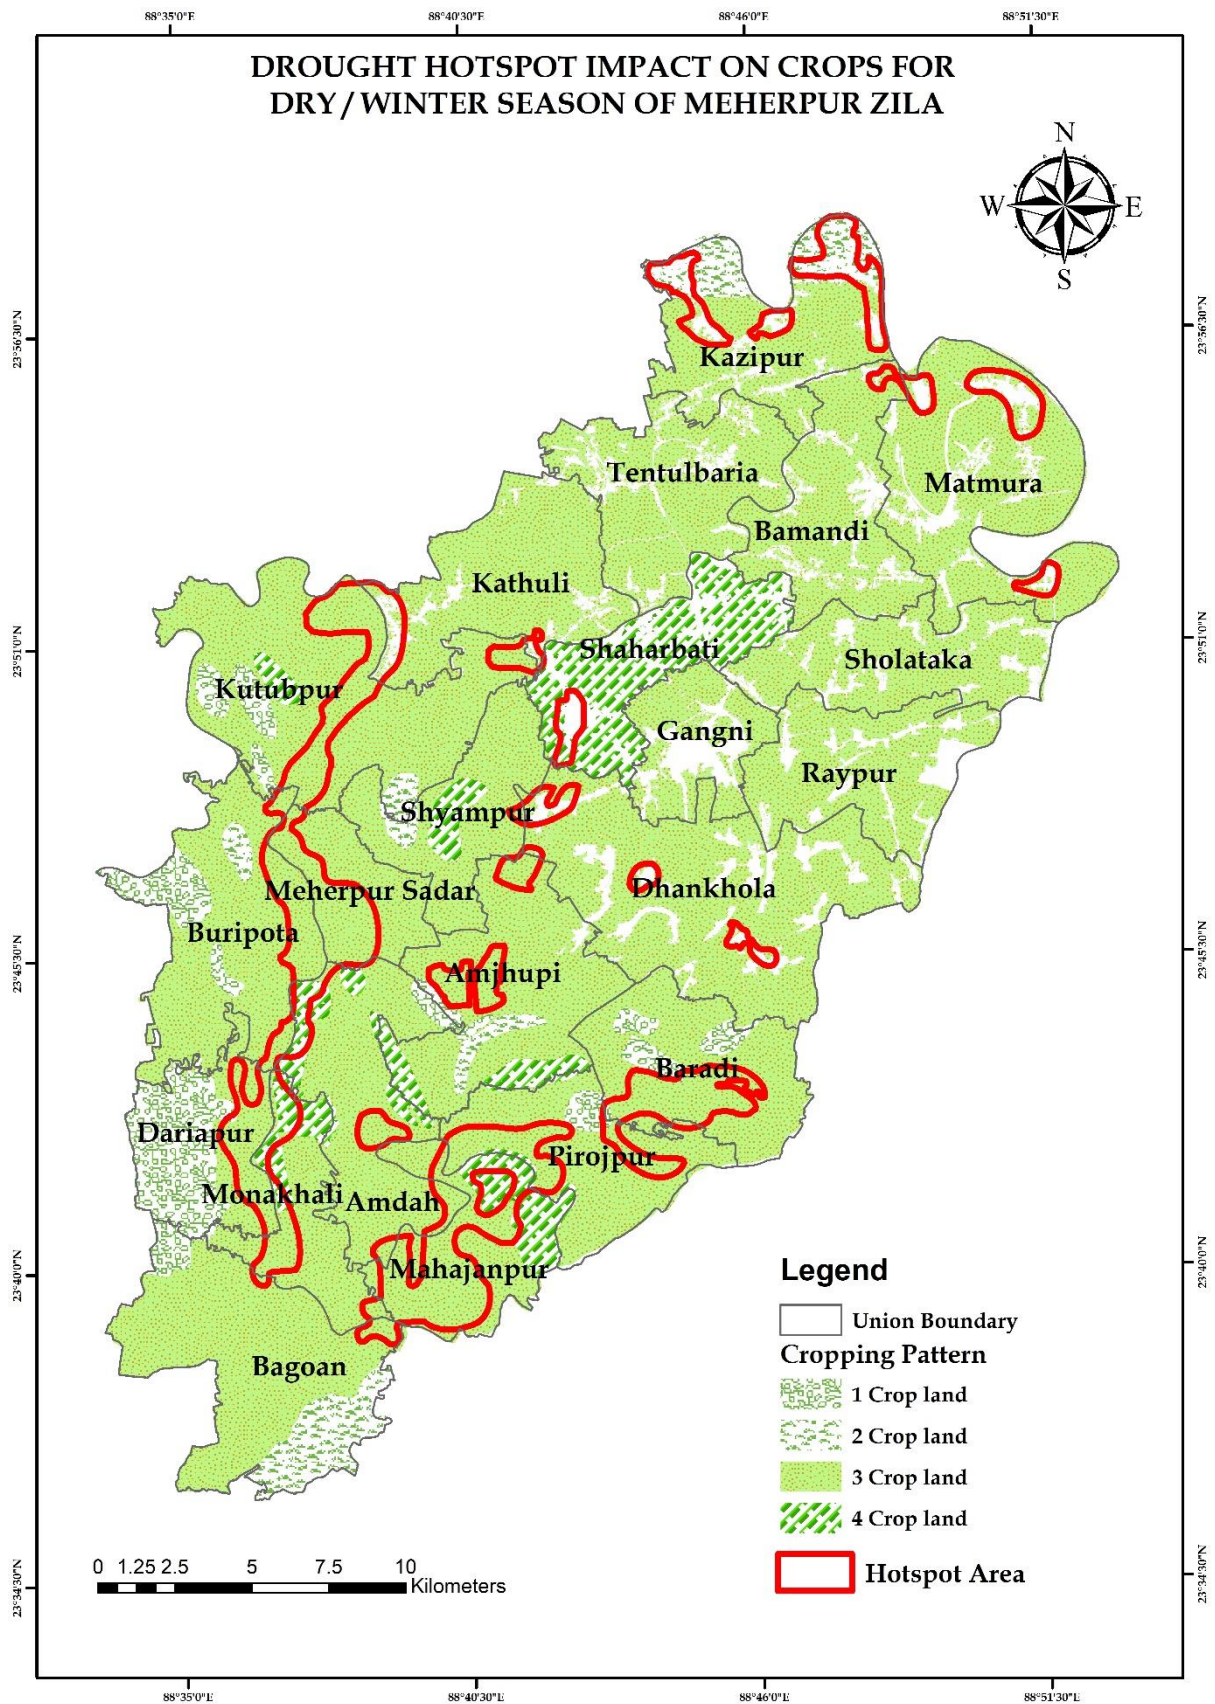 88°35'0"E 88°40'30"E 88°46'0"E 88°51'30"E
DROUGHT HOTSPOT IMPACT ON CROPS FOR
DRY / WINTER SEASON OF MEHERPUR ZILA
N
W E
S
23°56'30"N 23°56'30"N
Kazipur
Tentulbaria
Matmura
Bamandi
Kathuli
23°51'0"N 23°51'0"N
Shaharbati
Sholataka
Kutubpur
Gangni
Raypur
Shyampur
Meherpur Sadar
Dhankhola
Buripota
23°45'30"N 23°45'30"N
Amjhupi
Baradi
Dariapur
Pirojpur
Monakhali
Amdah
Mahajanpur
23°40'0"N 23°40'0"N
Bagoan
Legend
Union Boundary
Cropping Pattern
1 Crop land
2 Crop land
3 Crop land
4 Crop land
Hotspot Area
0 1.25 2.5 5 7.5 10
Kilometers
23°34'30"N 23°34'30"N
88°35'0"E 88°40'30"E 88°46'0"E 88°51'30"E